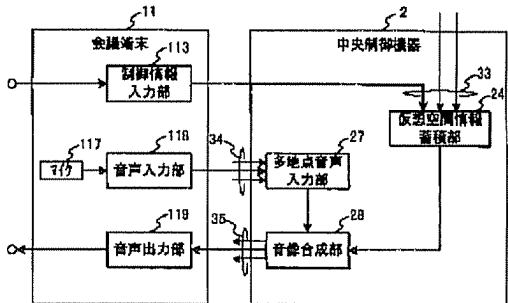 11
会議端末
113
制御情報
入力部
2
中央制御機器
33
24
仮想空間情報
蓄積部
117
マイク
118
音声入力部
34
27
多地点音声
入力部
119
音声出力部
35
28
音像合成部